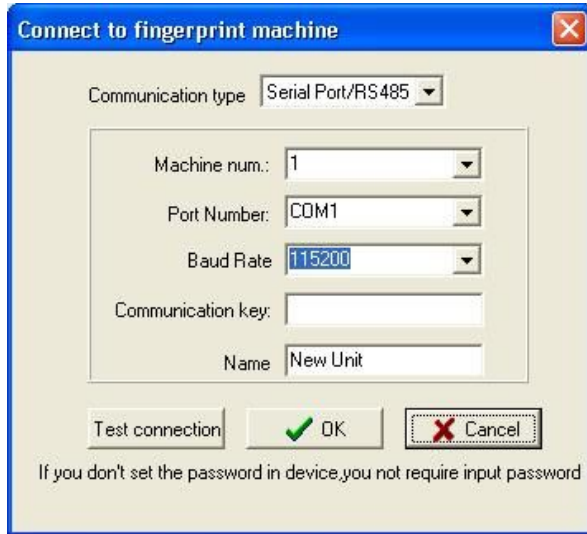 Connect to fingerprint machine
Communication type Serial Port/RS485
Machine num.: 1
Port Number: COM1
Baud Rate 115200
Communication key:
Name New Unit
Test connection OK Cancel
If you don't set the password in device,you not require input password